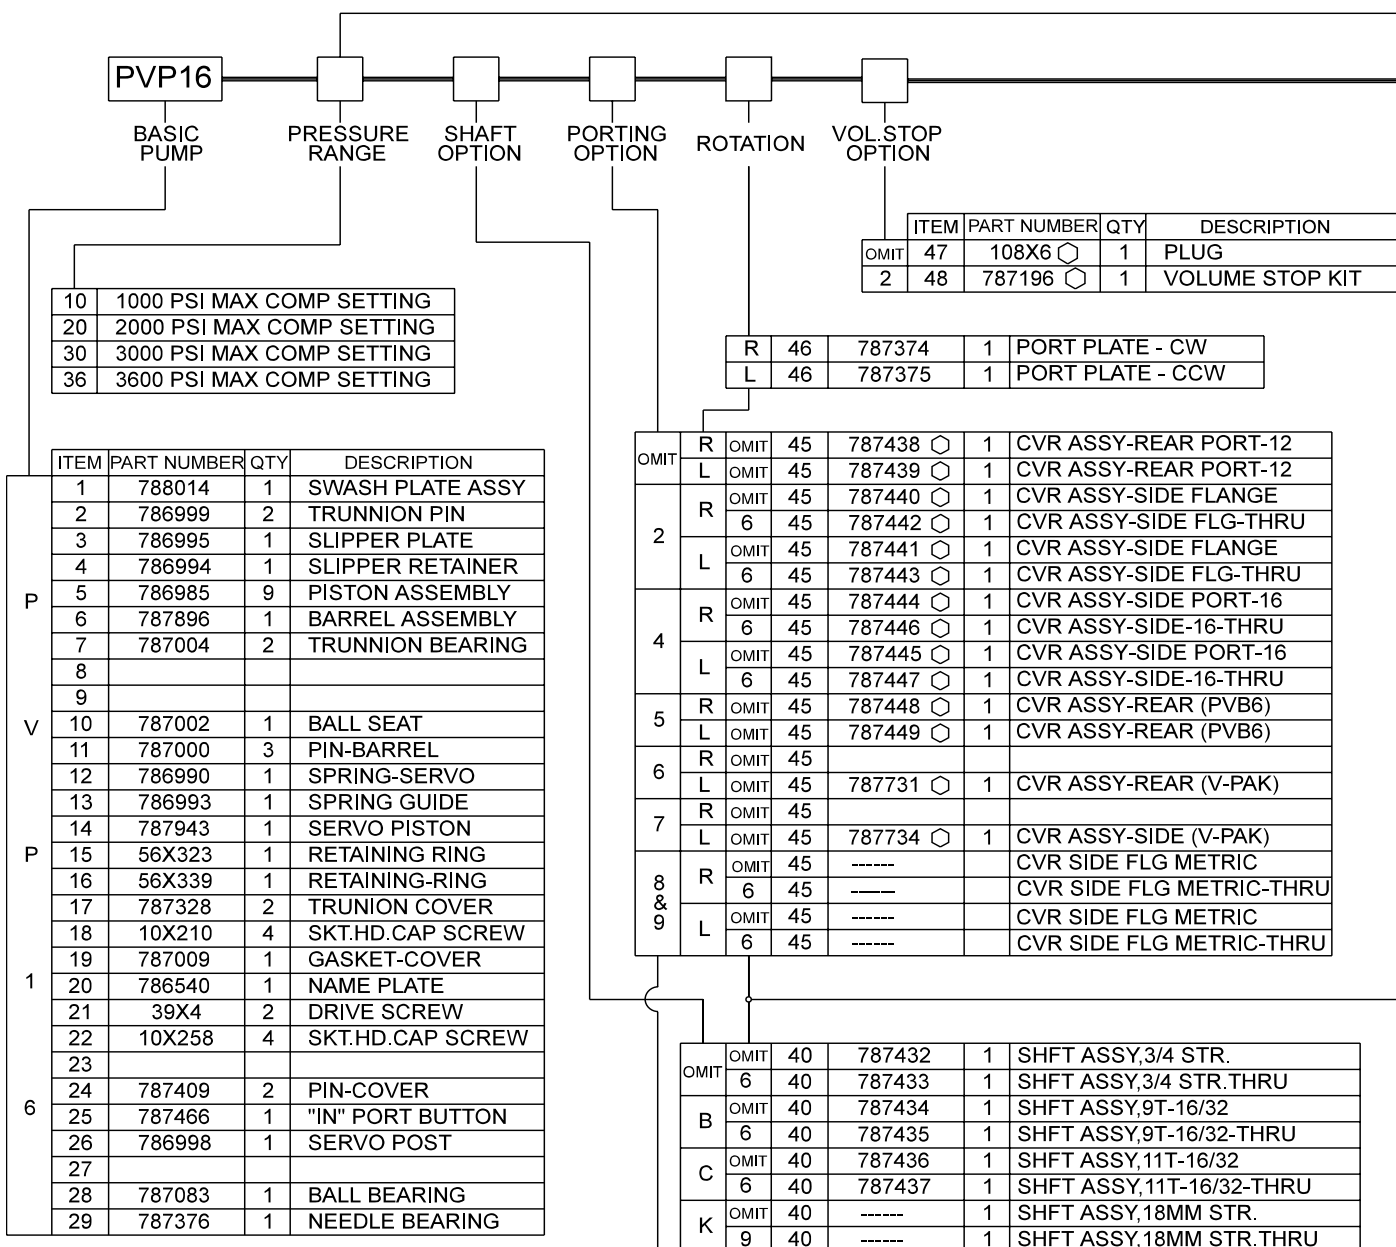 PVP16
BASIC PUMP
PRESSURE RANGE
SHAFT OPTION
PORTING OPTION
ROTATION
VOL.STOP OPTION
ITEM PART NUMBER QTY DESCRIPTION
OMIT 47 108X6 1 PLUG
2 48 787196 1 VOLUME STOP KIT
10 1000 PSI MAX COMP SETTING
20 2000 PSI MAX COMP SETTING
30 3000 PSI MAX COMP SETTING
36 3600 PSI MAX COMP SETTING
R 46 787374 1 PORT PLATE - CW
L 46 787375 1 PORT PLATE - CCW
PVP16
ITEM PART NUMBER QTY DESCRIPTION
1 788014 1 SWASH PLATE ASSY
2 786999 2 TRUNNION PIN
3 786995 1 SLIPPER PLATE
4 786994 1 SLIPPER RETAINER
5 786985 9 PISTON ASSEMBLY
6 787896 1 BARREL ASSEMBLY
7 787004 2 TRUNNION BEARING
8
9
10 787002 1 BALL SEAT
11 787000 3 PIN-BARREL
12 786990 1 SPRING-SERVO
13 786993 1 SPRING GUIDE
14 787943 1 SERVO PISTON
15 56X323 1 RETAINING RING
16 56X339 1 RETAINING-RING
17 787328 2 TRUNION COVER
18 10X210 4 SKT.HD.CAP SCREW
19 787009 1 GASKET-COVER
20 786540 1 NAME PLATE
21 39X4 2 DRIVE SCREW
22 10X258 4 SKT.HD.CAP SCREW
23
24 787409 2 PIN-COVER
25 787466 1 "IN" PORT BUTTON
26 786998 1 SERVO POST
27
28 787083 1 BALL BEARING
29 787376 1 NEEDLE BEARING
OMIT R OMIT 45 787438 1 CVR ASSY-REAR PORT-12
L OMIT 45 787439 1 CVR ASSY-REAR PORT-12
2 R OMIT 45 787440 1 CVR ASSY-SIDE FLANGE
6 45 787442 1 CVR ASSY-SIDE FLG-THRU
L OMIT 45 787441 1 CVR ASSY-SIDE FLANGE
6 45 787443 1 CVR ASSY-SIDE FLG-THRU
4 R OMIT 45 787444 1 CVR ASSY-SIDE PORT-16
6 45 787446 1 CVR ASSY-SIDE-16-THRU
L OMIT 45 787445 1 CVR ASSY-SIDE PORT-16
6 45 787447 1 CVR ASSY-SIDE-16-THRU
5 R OMIT 45 787448 1 CVR ASSY-REAR (PVB6)
L OMIT 45 787449 1 CVR ASSY-REAR (PVB6)
6 R OMIT 45
L OMIT 45 787731 1 CVR ASSY-REAR (V-PAK)
7 R OMIT 45
L OMIT 45 787734 1 CVR ASSY-SIDE (V-PAK)
8 & 9 R OMIT 45 ------ CVR SIDE FLG METRIC
6 45 ------ CVR SIDE FLG METRIC-THRU
L OMIT 45 ------ CVR SIDE FLG METRIC
6 45 ------ CVR SIDE FLG METRIC-THRU
OMIT OMIT 40 787432 1 SHFT ASSY,3/4 STR.
6 40 787433 1 SHFT ASSY,3/4 STR.THRU
B OMIT 40 787434 1 SHFT ASSY,9T-16/32
6 40 787435 1 SHFT ASSY,9T-16/32-THRU
C OMIT 40 787436 1 SHFT ASSY,11T-16/32
6 40 787437 1 SHFT ASSY,11T-16/32-THRU
K OMIT 40 ------ 1 SHFT ASSY,18MM STR.
9 40 ------ 1 SHFT ASSY,18MM STR.THRU